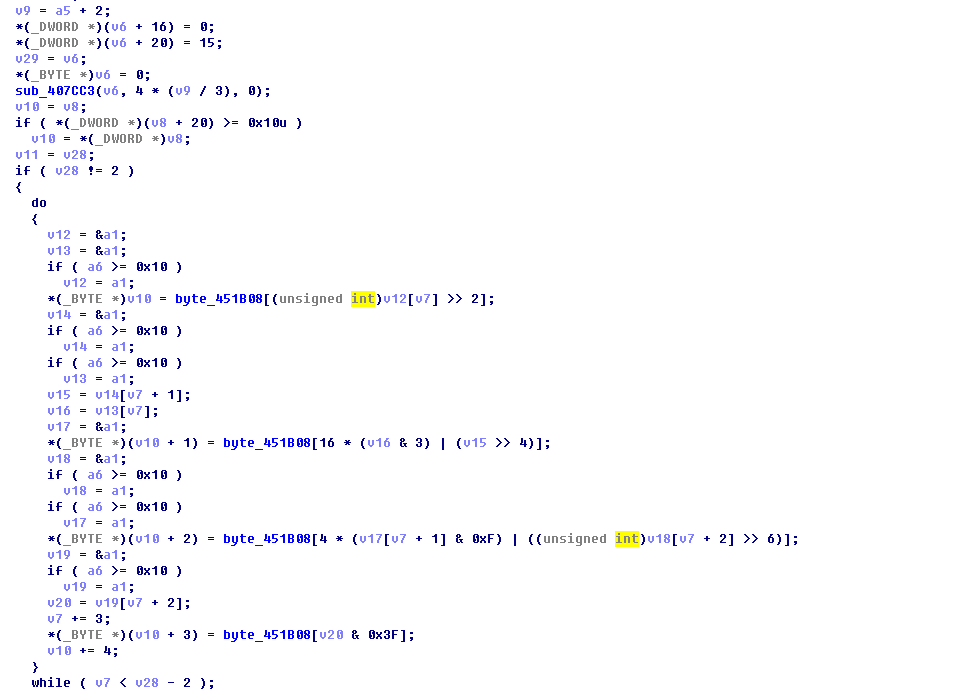 v9 = a5 + 2;
*(_DWORD *)(v6 + 16) = 0;
*(_DWORD *)(v6 + 20) = 15;
v29 = v6;
*(_BYTE *)v6 = 0;
sub_407CC3(v6, 4 * (v9 / 3), 0);
v10 = v8;
if ( *(_DWORD *)(v8 + 20) >= 0x10u )
v10 = *(_DWORD *)v8;
v11 = v28;
if ( v28 != 2 )
{
do
{
v12 = &a1;
v13 = &a1;
if ( a6 >= 0x10 )
v12 = a1;
*(_BYTE *)v10 = byte_451B08[(unsigned int)v12[v7] >> 2];
v14 = &a1;
if ( a6 >= 0x10 )
v14 = a1;
if ( a6 >= 0x10 )
v13 = a1;
v15 = v14[v7 + 1];
v16 = v13[v7];
v17 = &a1;
*(_BYTE *)(v10 + 1) = byte_451B08[16 * (v16 & 3) | (v15 >> 4)];
v18 = &a1;
if ( a6 >= 0x10 )
v18 = a1;
if ( a6 >= 0x10 )
v17 = a1;
*(_BYTE *)(v10 + 2) = byte_451B08[4 * (v17[v7 + 1] & 0xF) | ((unsigned int)v18[v7 + 2] >> 6)];
v19 = &a1;
if ( a6 >= 0x10 )
v19 = a1;
v20 = v19[v7 + 2];
v7 += 3;
*(_BYTE *)(v10 + 3) = byte_451B08[v20 & 0x3F];
v10 += 4;
}
while ( v7 < v28 - 2 );